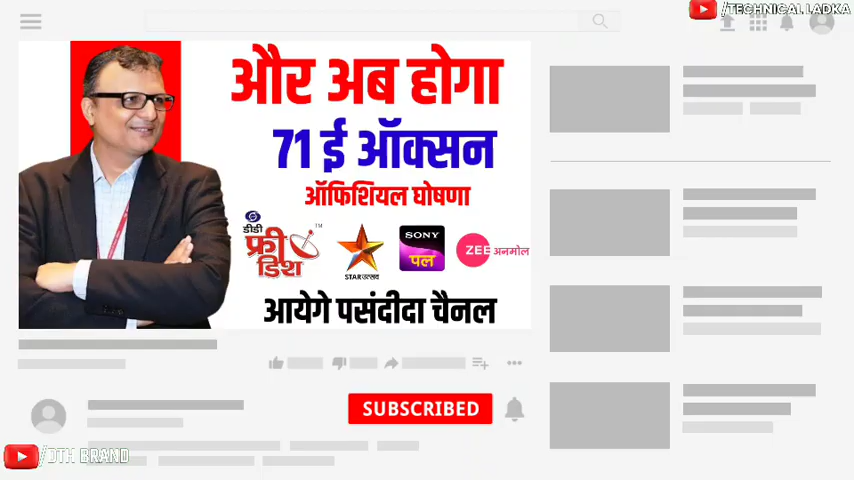 /TECHNICAL LADKA
और अब होगा
71 ई ऑक्सन
ऑफिशियल घोषणा
डीडी
फ्री डिश
TM
STAR उत्सव
SONY
पल
ZEE अनमोल
आयेगे पसंदीदा चैनल
SUBSCRIBED
/DTH BRAND